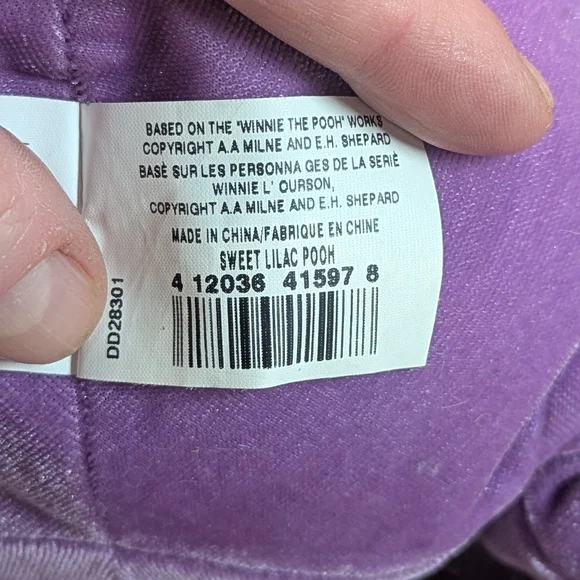 BASED ON THE "WINNIE THE POOH' WORKS
COPYRIGHT A.A MILNE AND E.H. SHEPARD
BASÈ SUR LES PERSONNA GES DE LA SERIÈ
WINNIE L' OURSON,
COPYRIGHT A.A MILNE AND E.H. SHEPARD
MADE IN CHINA/FABRIQUE EN CHINE
SWEET LILAC POOH
4 12036 41597 8
DD28301